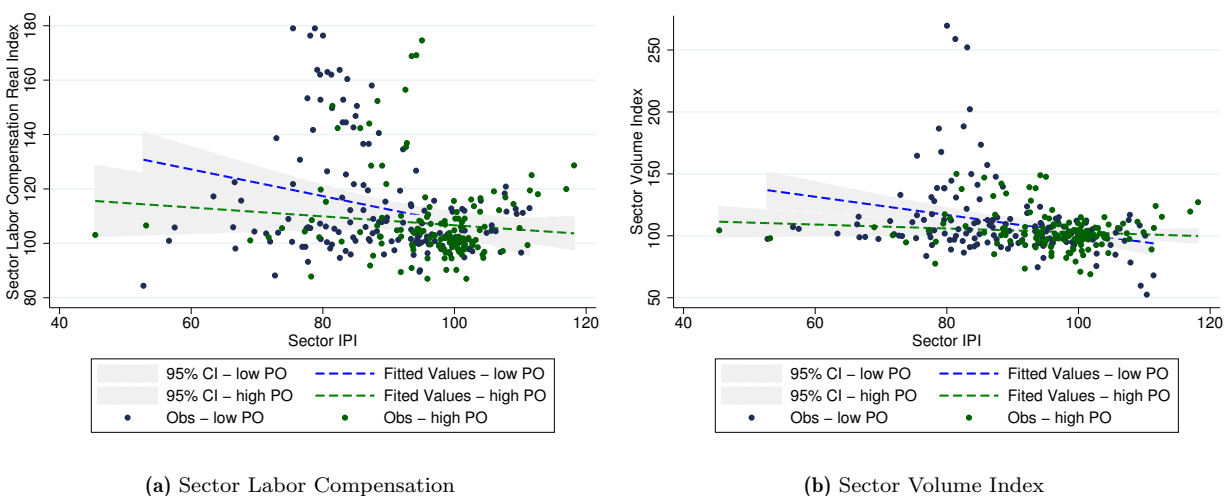 Sector Labor Compensation Real Index
180
160
140
120
100
80
40
60
80
100
120
Sector IPI
95% CI − low PO
Fitted Values − low PO
95% CI − high PO
Fitted Values − high PO
Obs − low PO
Obs − high PO
(a) Sector Labor Compensation
Sector Volume Index
250
200
150
100
50
40
60
80
100
120
Sector IPI
95% CI − low PO
Fitted Values − low PO
95% CI − high PO
Fitted Values − high PO
Obs − low PO
Obs − high PO
(b) Sector Volume Index